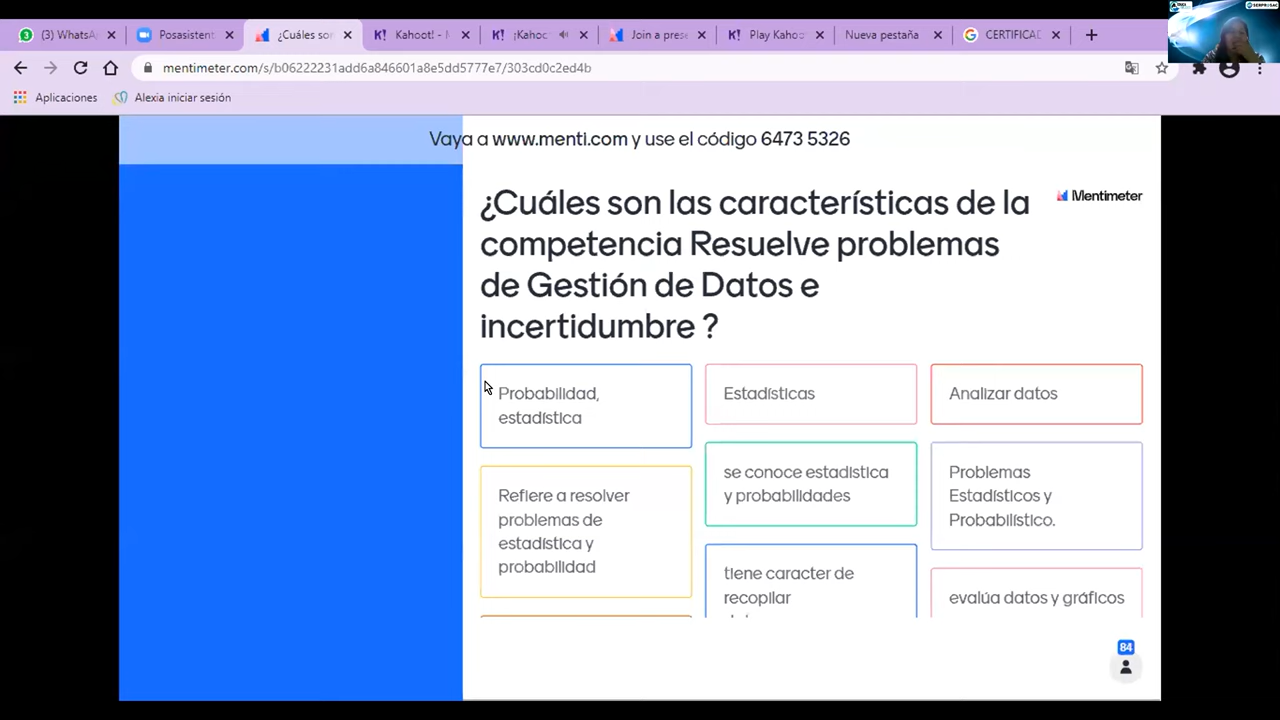 (3) WhatsA
Posasistent
¿Cuáles son
Kahoot! - M
¡Kahoo
Join a prese
Play Kahoo
Nueva pestaña
CERTIFICAD
mentimeter.com/s/b06222231add6a846601a8e5dd5777e7/303cd0c2ed4b
Aplicaciones
Alexia iniciar sesión
Vaya a www.menti.com y use el código 6473 5326
¿Cuáles son las características de la
competencia Resuelve problemas
de Gestión de Datos e
incertidumbre ?
Mentimeter
Probabilidad,
estadística
Refiere a resolver
problemas de
estadística y
probabilidad
Estadísticas
se conoce estadistica
y probabilidades
tiene caracter de
recopilar
Analizar datos
Problemas
Estadísticos y
Probabilístico.
evalúa datos y gráficos
84